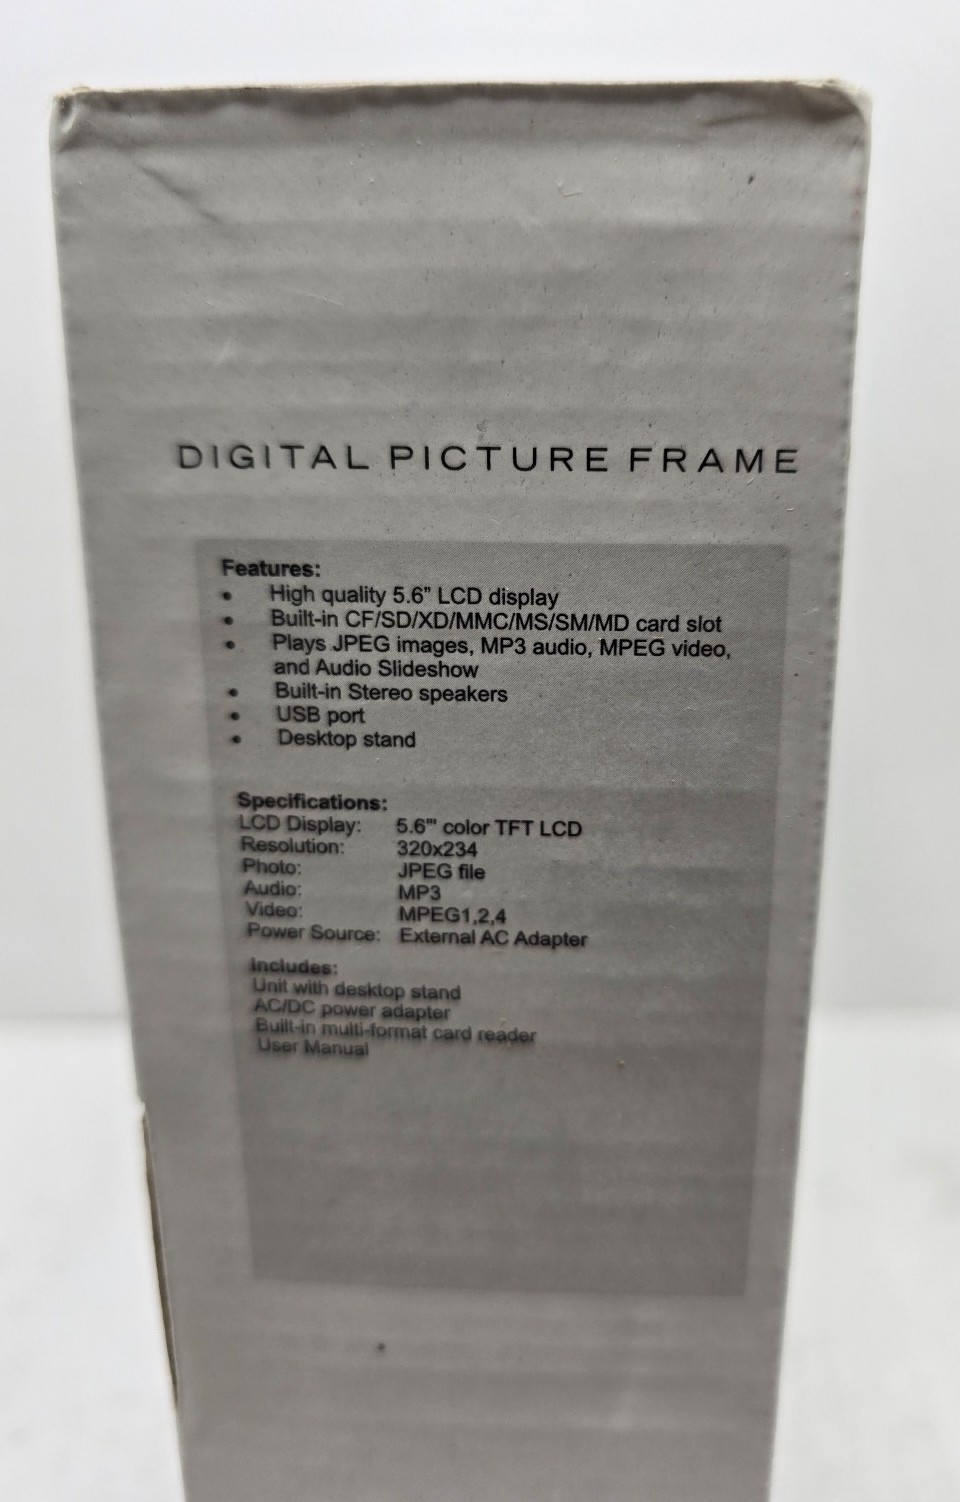 DIGITAL PICTURE FRAME
Features:
• High quality 5.6" LCD display
• Built-in CF/SD/XD/MMC/MS/SM/MD card slot
• Plays JPEG images, MP3 audio, MPEG video,
and Audio Slideshow
• Built-in Stereo speakers
• USB port
• Desktop stand
Specifications:
LCD Display: 5.6'" color TFT LCD
Resolution: 320x234
Photo: JPEG file
Audio: MP3
Video: MPEG1,2,4
Power Source: External AC Adapter
Includes:
Unit with desktop stand
AC/DC power adapter
Built-in multi-format card reader
User Manual